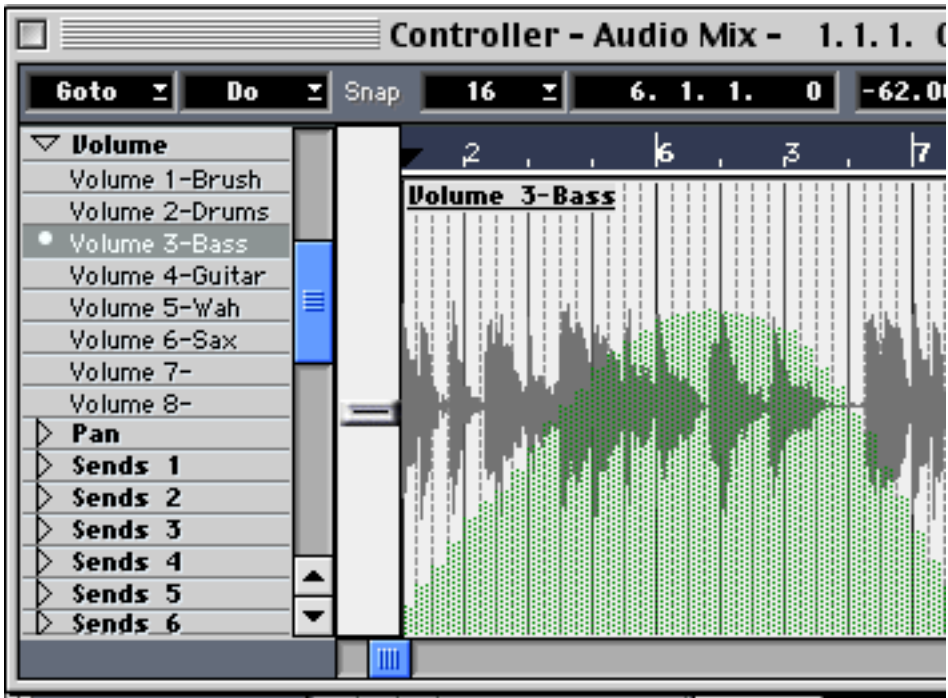 Controller - Audio Mix - 1. 1. 1. 0
Goto Do Snap 16 6. 1. 1. 0 -62.00
Volume
Volume 1-Brush
Volume 2-Drums
Volume 3-Bass
Volume 4-Guitar
Volume 5-Wah
Volume 6-Sax
Volume 7-
Volume 8-
Pan
Sends 1
Sends 2
Sends 3
Sends 4
Sends 5
Sends 6
2 6 3 7
Volume 3-Bass